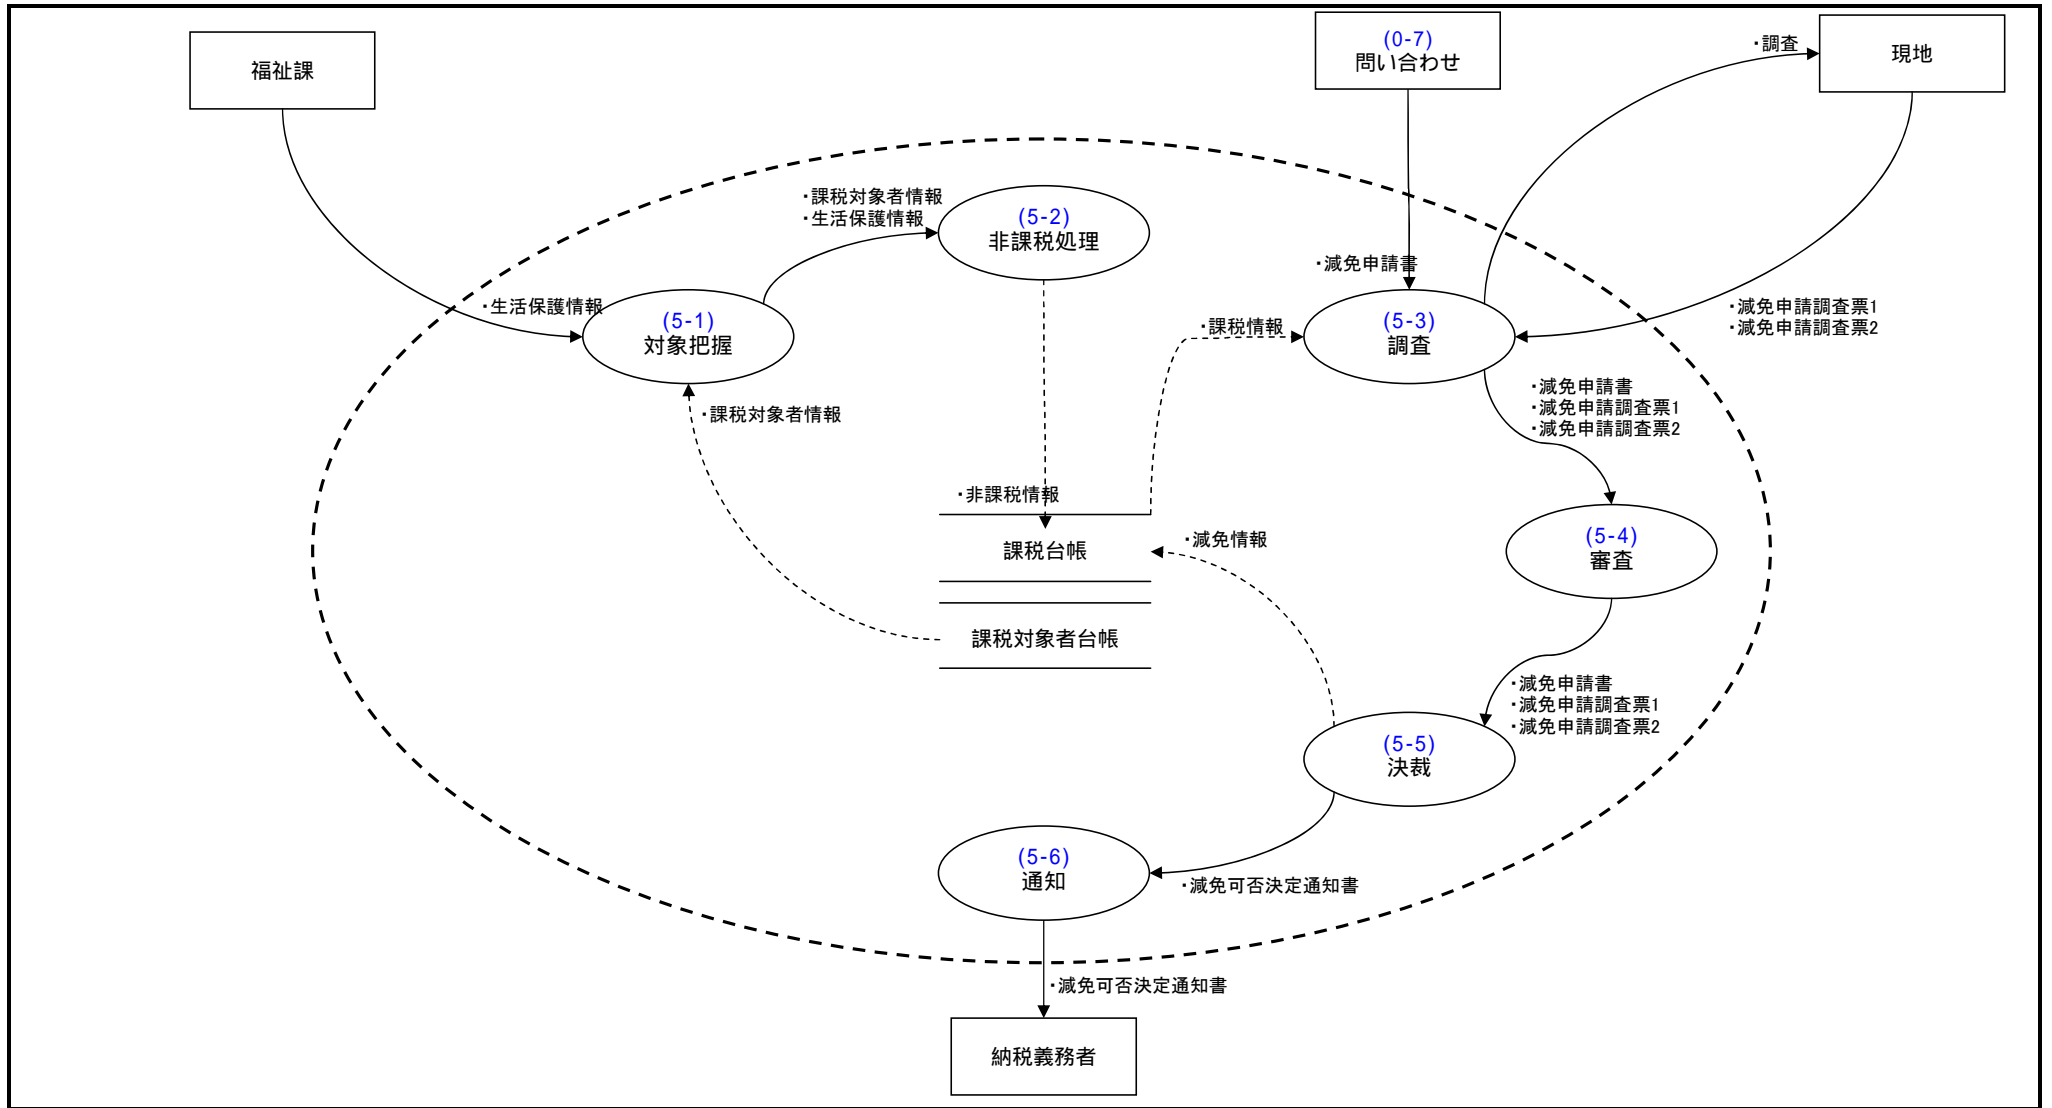 福祉課
(0-7)
問い合わせ
・調査
現地
・課税対象者情報
・生活保護情報
(5-2)
非課税処理
・減免申請書
・生活保護情報
(5-1)
対象把握
・課税情報
(5-3)
調査
・減免申請調査票1
・減免申請調査票2
・課税対象者情報
・減免申請書
・減免申請調査票1
・減免申請調査票2
・非課税情報
課税台帳
・減免情報
(5-4)
審査
課税対象者台帳
・減免申請書
・減免申請調査票1
・減免申請調査票2
(5-5)
決裁
(5-6)
通知
・減免可否決定通知書
・減免可否決定通知書
納税義務者